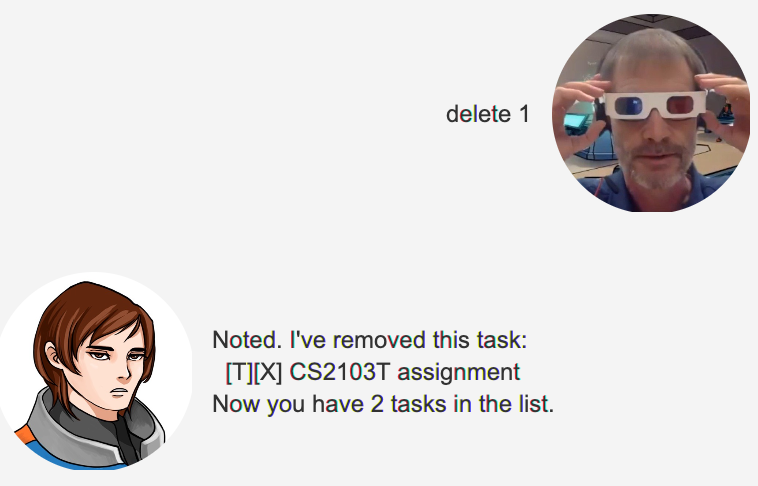 delete 1
Noted. I've removed this task:
[T][X] CS2103T assignment
Now you have 2 tasks in the list.